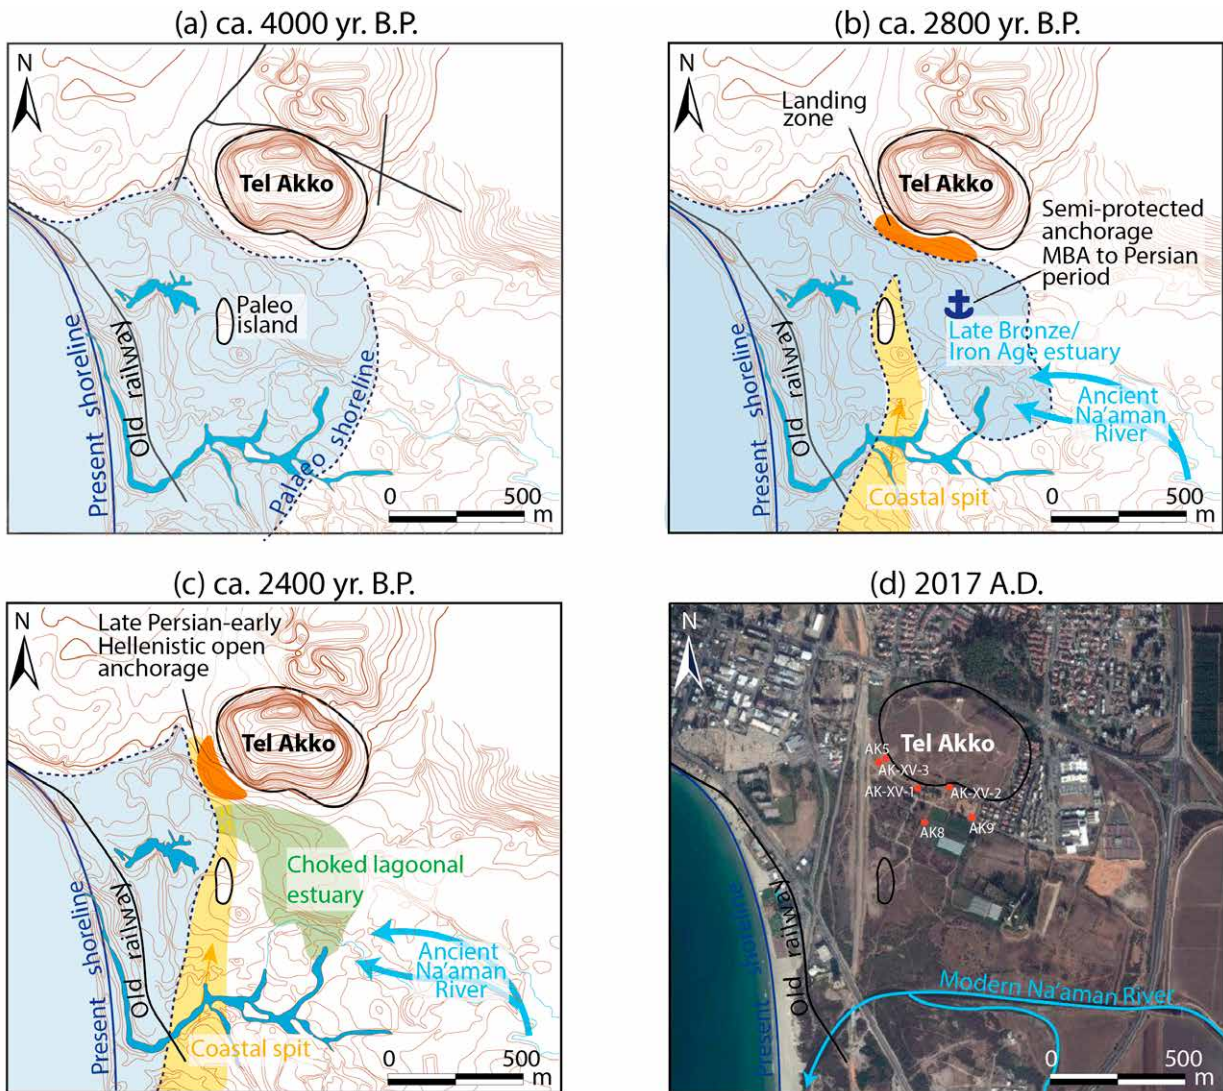 (a) ca. 4000 yr. B.P.
N
Tel Akko
Paleo
island
Present shoreline
Old railway
Palaeo shoreline
0 500
m
(b) ca. 2800 yr. B.P.
N
Landing
zone
Tel Akko
Semi-protected
anchorage
MBA to Persian
period
Late Bronze/
Iron Age estuary
Ancient
Na'aman
River
Present shoreline
Old railway
Coastal spit
0 500
m
(c) ca. 2400 yr. B.P.
N
Late Persian-early
Hellenistic open
anchorage
Tel Akko
Choked lagoonal
estuary
Ancient
Na'aman
River
Present shoreline
Old railway
Coastal spit
0 500
m
(d) 2017 A.D.
N
Tel Akko
AK5
AK-XV-3
AK-XV-1
AK-XV-2
AK8
AK9
Present shoreline
Old railway
Modern Na'aman River
0 500
m